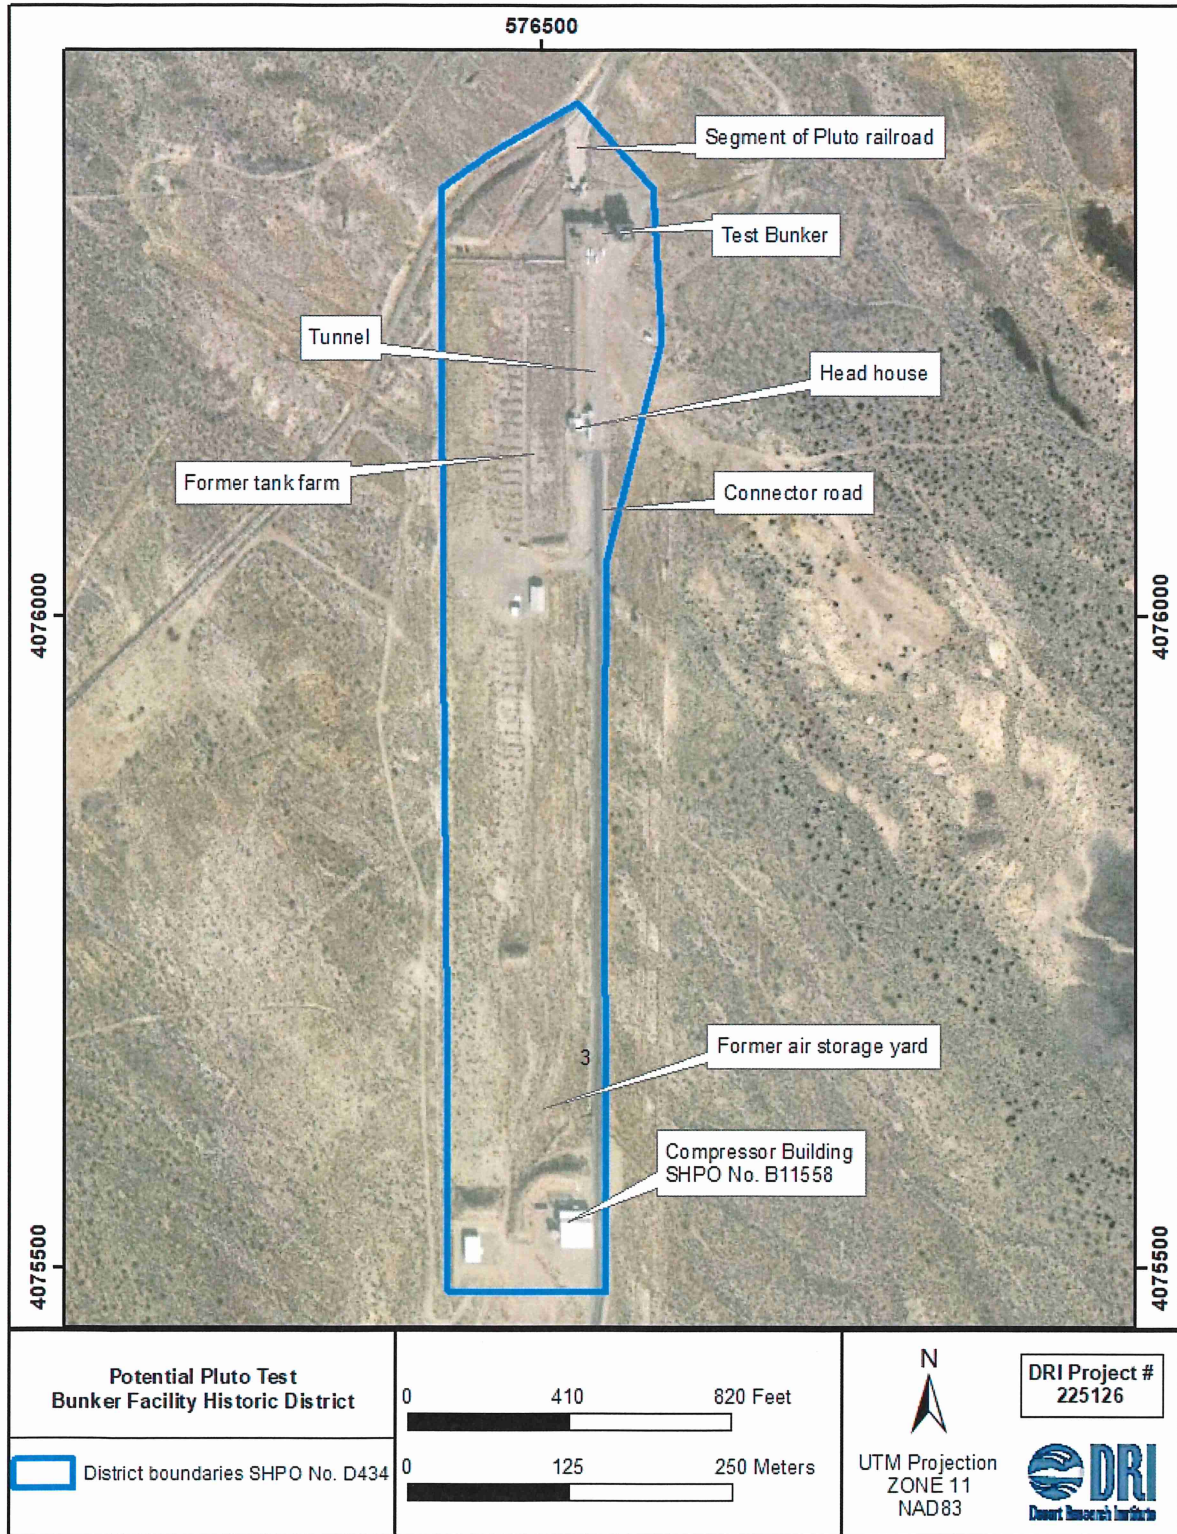 576500
Segment of Pluto railroad
Test Bunker
Tunnel
Head house
Former tank farm
Connector road
4076000
4076000
3
Former air storage yard
Compressor Building
SHPO No. B11558
4075500
4075500
Potential Pluto Test
Bunker Facility Historic District
District boundaries SHPO No. D434
0 410 820 Feet
0 125 250 Meters
N
UTM Projection
ZONE 11
NAD83
DRI Project #
225126
DRI
Desert Research Institute